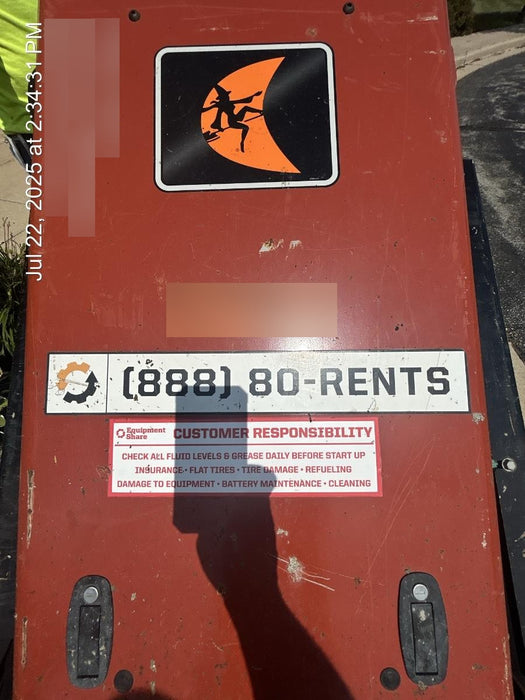 Jul 22, 2025 at 2:34:31 PM
(888) 80-RENTS
Equipment
Share
CUSTOMER RESPONSIBILITY
CHECK ALL FLUID LEVELS & GREASE DAILY BEFORE START UP
INSURANCE • FLAT TIRES • TIRE DAMAGE • REFUELING
DAMAGE TO EQUIPMENT • BATTERY MAINTENANCE • CLEANING